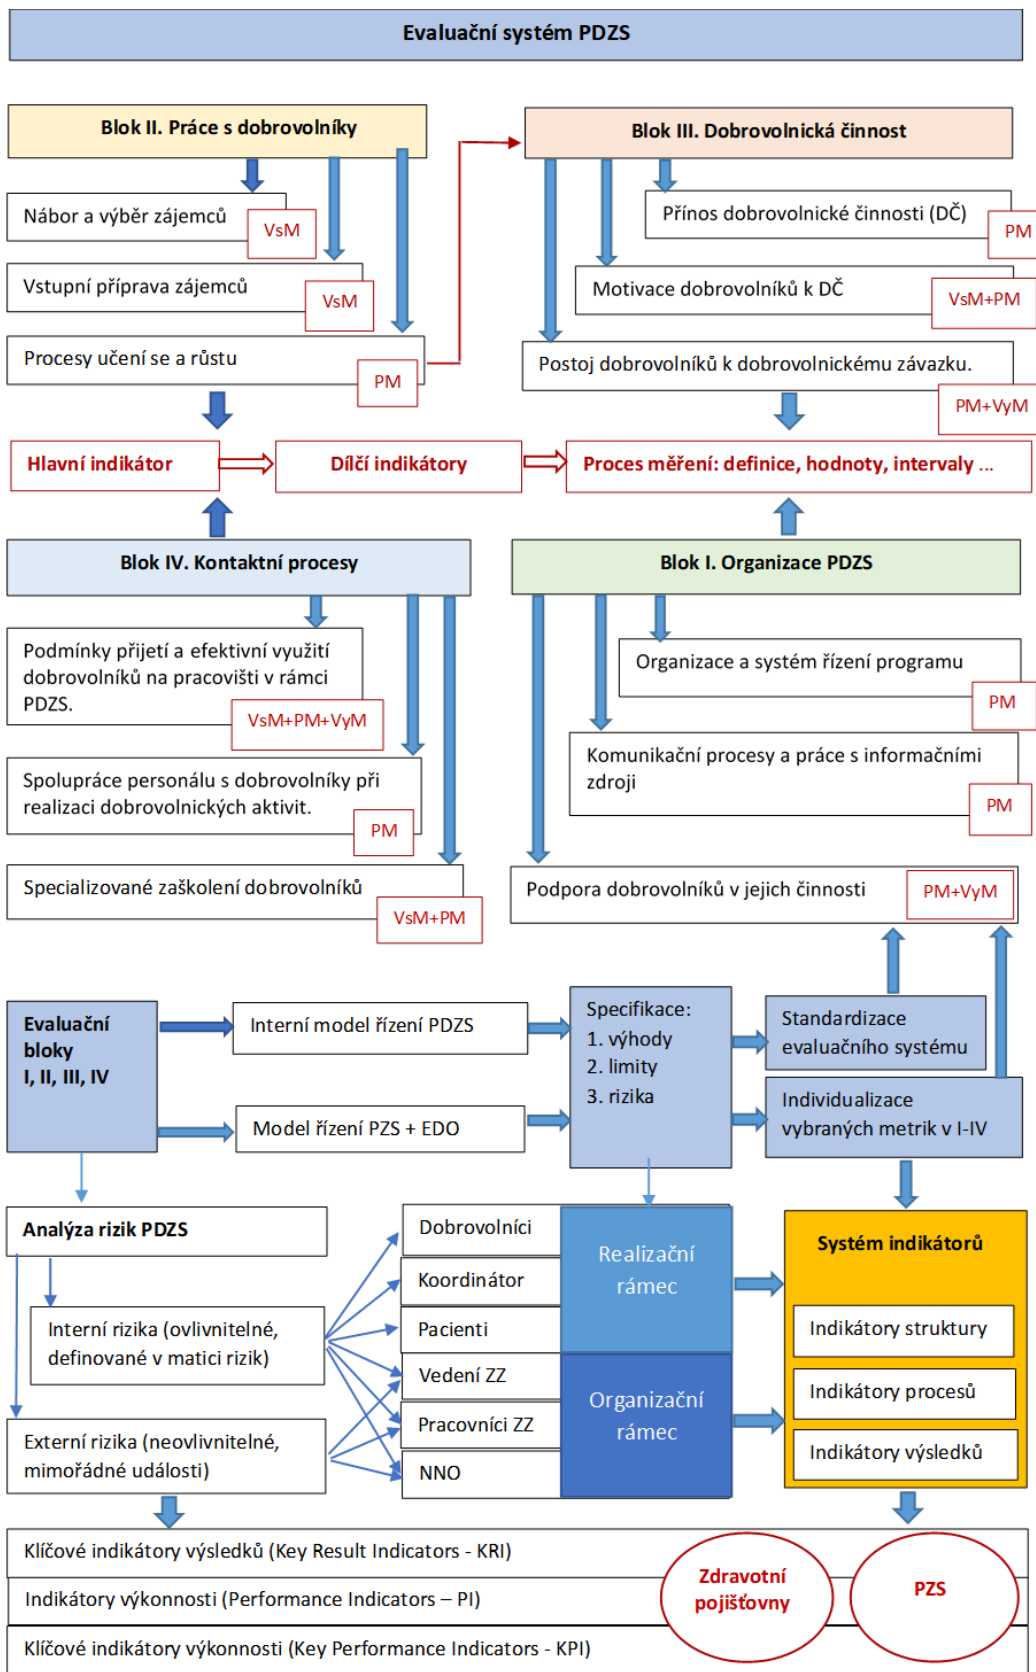 Evaluační systém PDZS
Blok II. Práce s dobrovolníky
Nábor a výběr zájemců
VsM
Vstupní příprava zájemců
VsM
Procesy učení se a růstu
PM
Blok III. Dobrovolnická činnost
Přínos dobrovolnické činnosti (DČ)
PM
Motivace dobrovolníků k DČ
VsM+PM
Postoj dobrovolníků k dobrovolnickému závazku.
PM+VyM
Hlavní indikátor
Dílčí indikátory
Proces měření: definice, hodnoty, intervaly ...
Blok IV. Kontaktní procesy
Podmínky přijetí a efektivní využití
dobrovolníků na pracovišti v rámci
PDZS.
VsM+PM+VyM
Spolupráce personálu s dobrovolníky při
realizaci dobrovolnických aktivit.
PM
Specializované zaškolení dobrovolníků
VsM+PM
Blok I. Organizace PDZS
Organizace a systém řízení programu
PM
Komunikační procesy a práce s informačními
zdroji
PM
Podpora dobrovolníků v jejich činnosti
PM+VyM
Evaluační
bloky
I, II, III, IV
Interní model řízení PDZS
Model řízení PZS + EDO
Specifikace:
1. výhody
2. limity
3. rizika
Standardizace
evaluačního systému
Individualizace
vybraných metrik v I-IV
Analýza rizik PDZS
Interní rizika (ovlivnitelné,
definované v matici rizik)
Externí rizika (neovlivnitelné,
mimořádné události)
Dobrovolníci
Koordinátor
Pacienti
Vedení ZZ
Pracovníci ZZ
NNO
Realizační
rámec
Organizační
rámec
Systém indikátorů
Indikátory struktury
Indikátory procesů
Indikátory výsledků
Klíčové indikátory výsledků (Key Result Indicators - KRI)
Indikátory výkonnosti (Performance Indicators – PI)
Klíčové indikátory výkonnosti (Key Performance Indicators - KPI)
Zdravotní
pojišťovny
PZS